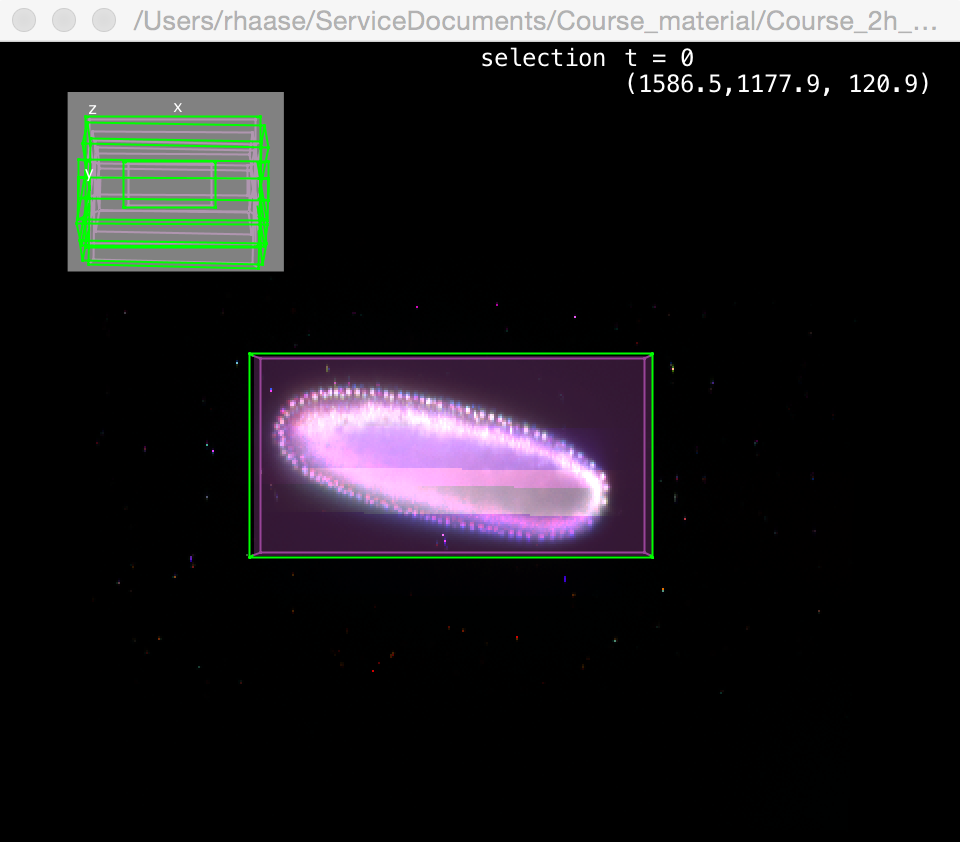 /Users/rhaase/ServiceDocuments/Course_material/Course_2h_...
selection t = 0
(1586.5,1177.9, 120.9)
z x
y